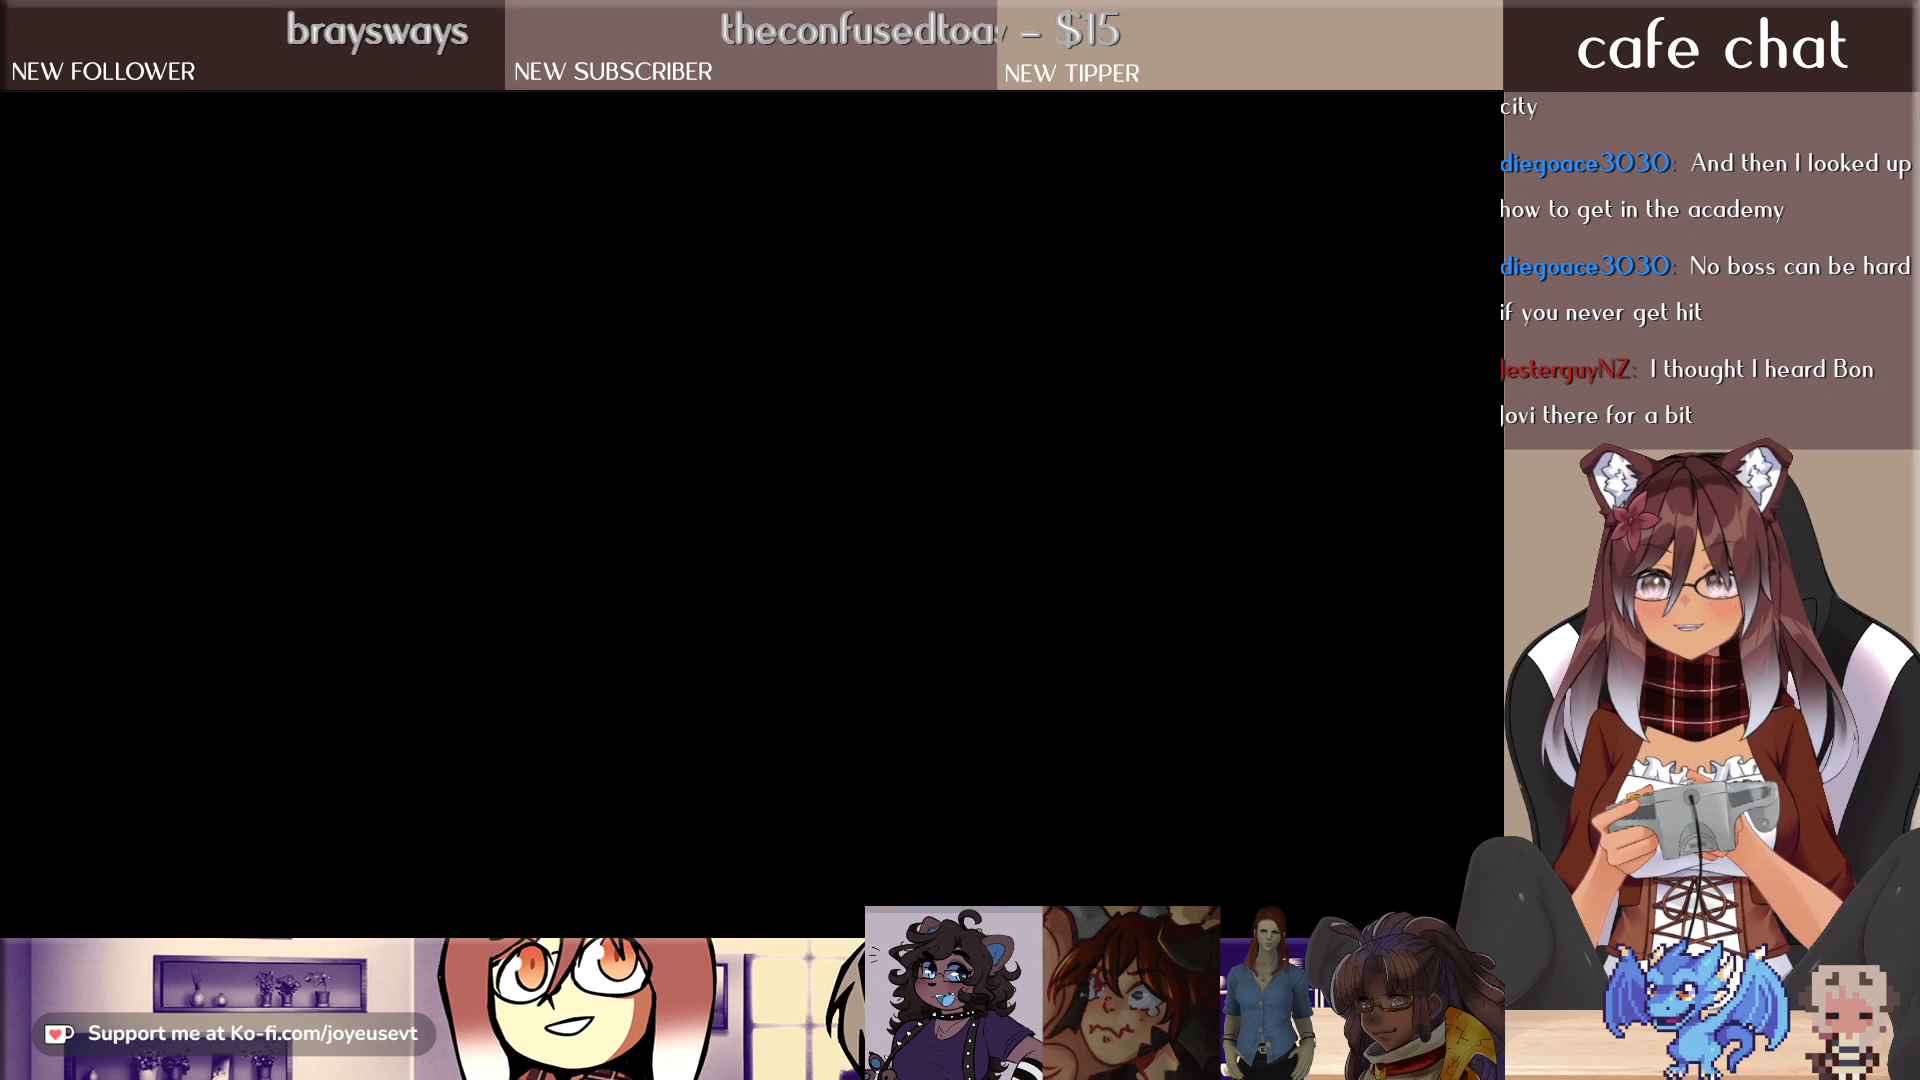 braysways
NEW FOLLOWER
NEW SUBSCRIBER
theconfusedtoa - $15
NEW TIPPER
cafe chat
city
diegoace3030: And then I looked up
how to get in the academy
diegoace3030: No boss can be hard
if you never get hit
JesterguyNZ: I thought I heard Bon
Jovi there for a bit
Support me at Ko-fi.com/joyeusevt